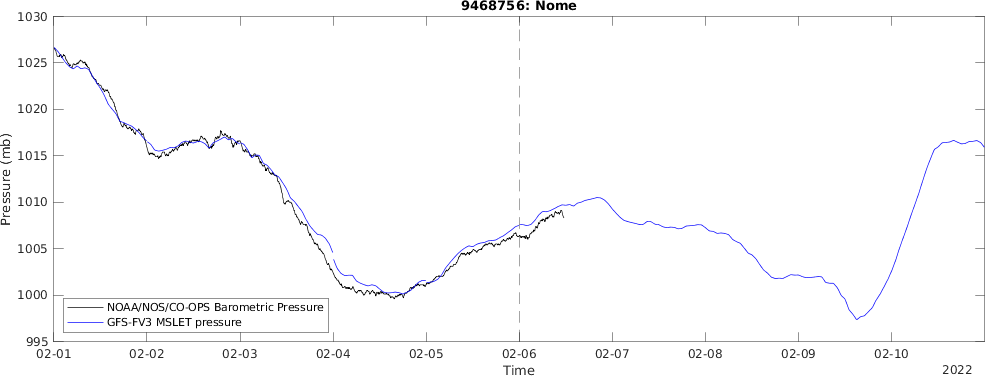 9468756: Nome
1030
1025
1020
1015
1010
1005
1000
995
Pressure (mb)
NOAA/NOS/CO-OPS Barometric Pressure
GFS-FV3 MSLET pressure
02-01 02-02 02-03 02-04 02-05 02-06 02-07 02-08 02-09 02-10
Time
2022